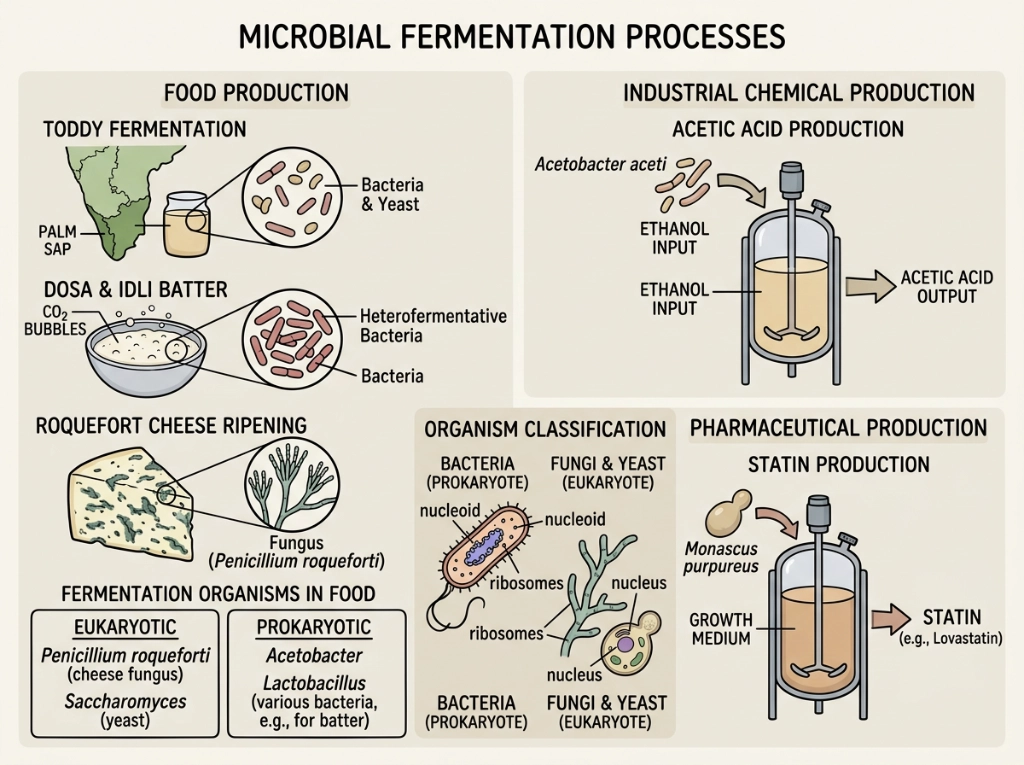 MICROBIAL FERMENTATION PROCESSES
FOOD PRODUCTION
TODDY FERMENTATION
PALM
SAP
Bacteria
& Yeast
DOSA & IDLI BATTER
CO₂
BUBBLES
Heterofermentative
Bacteria
Bacteria
ROQUEFORT CHEESE RIPENING
Fungus
(Penicillium roqueforti)
FERMENTATION ORGANISMS IN FOOD
EUKARYOTIC
Penicillium roqueforti
(cheese fungus)
Saccharomyces
(yeast)
PROKARYOTIC
Acetobacter
Lactobacillus
(various bacteria,
e.g., for batter)
ORGANISM CLASSIFICATION
BACTERIA
(PROKARYOTE)
FUNGI & YEAST
(EUKARYOTE)
nucleoid
nucleoid
ribosomes
nucleus
ribosomes
nucleus
BACTERIA
(PROKARYOTE)
FUNGI & YEAST
(EUKARYOTE)
INDUSTRIAL CHEMICAL PRODUCTION
ACETIC ACID PRODUCTION
Acetobacter aceti
ETHANOL
INPUT
ETHANOL
INPUT
ACETIC ACID
OUTPUT
PHARMACEUTICAL PRODUCTION
STATIN PRODUCTION
Monascus
purpureus
GROWTH
MEDIUM
STATIN
(e.g., Lovastatin)